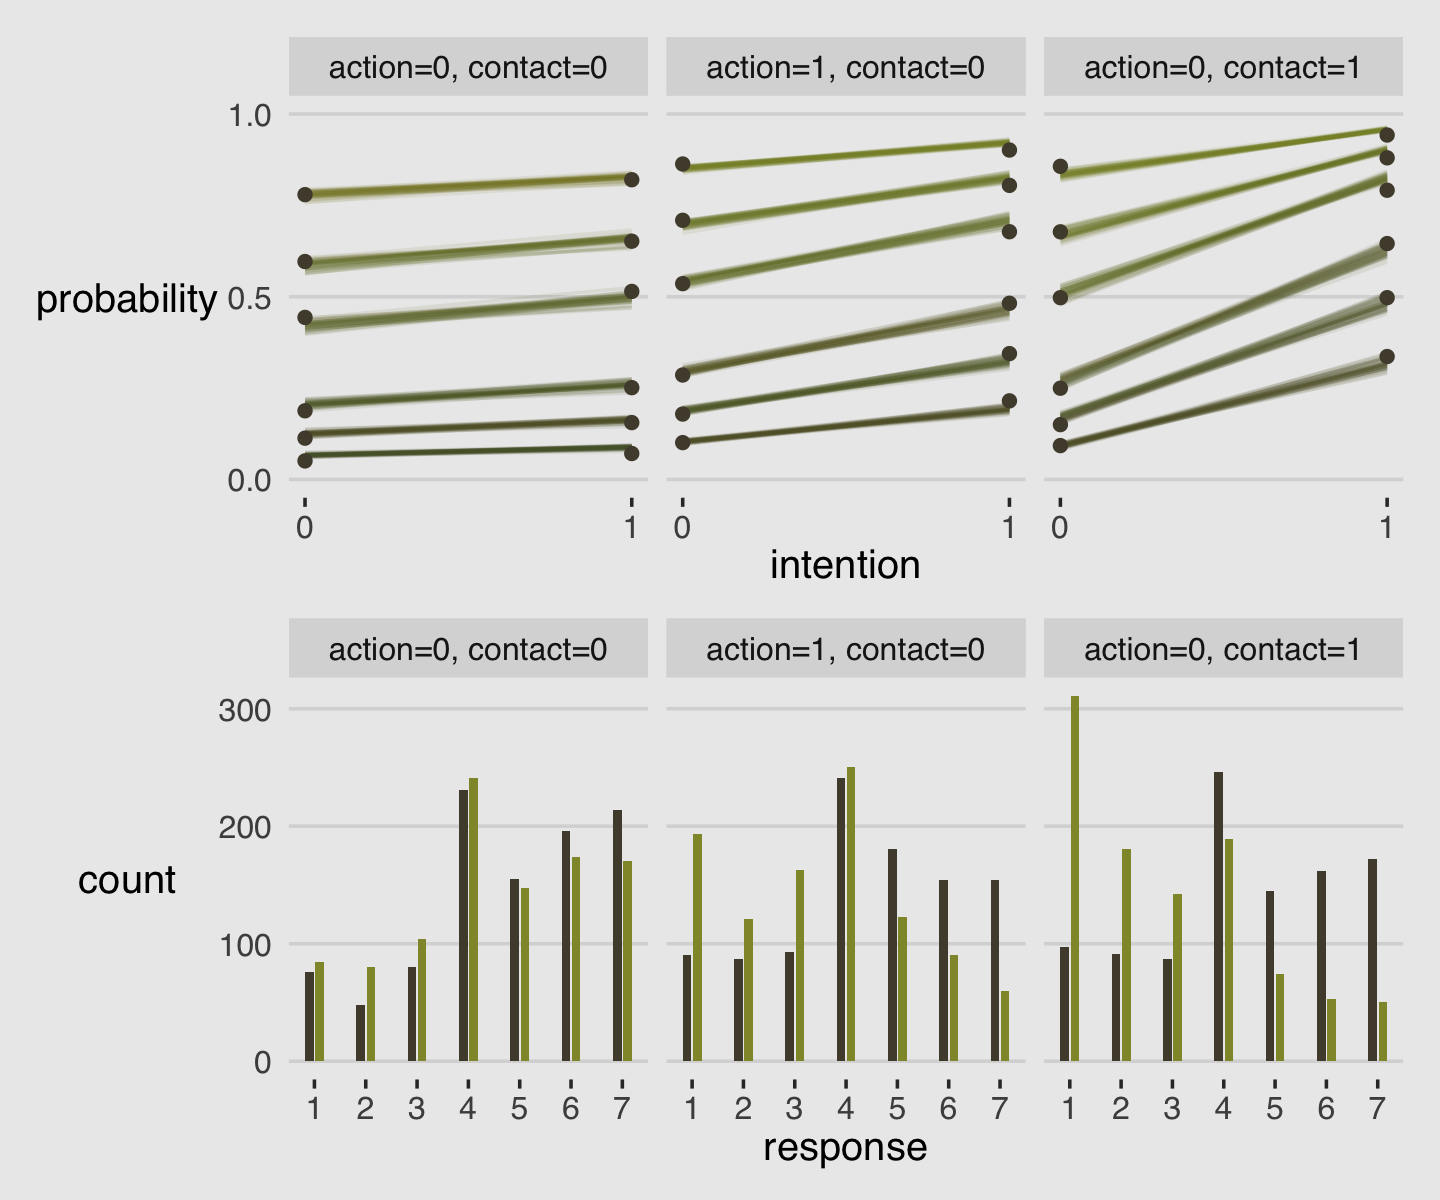 action=0, contact=0
action=1, contact=0
action=0, contact=1
1.0
probability
0.5
0.0
0 1 0 1 0 1
intention
action=0, contact=0
action=1, contact=0
action=0, contact=1
300
200
count
100
0
1 2 3 4 5 6 7 1 2 3 4 5 6 7 1 2 3 4 5 6 7
response